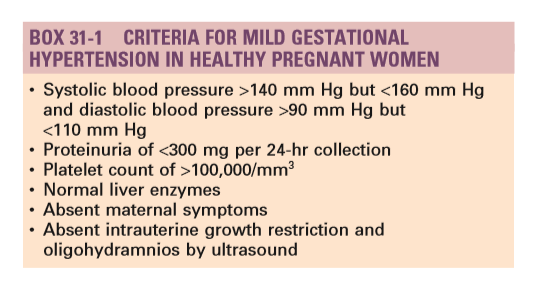 BOX 31-1 CRITERIA FOR MILD GESTATIONAL
HYPERTENSION IN HEALTHY PREGNANT WOMEN
• Systolic blood pressure >140 mm Hg but <160 mm Hg
and diastolic blood pressure >90 mm Hg but
<110 mm Hg
• Proteinuria of <300 mg per 24-hr collection
• Platelet count of >100,000/mm³
• Normal liver enzymes
• Absent maternal symptoms
• Absent intrauterine growth restriction and
oligohydramnios by ultrasound